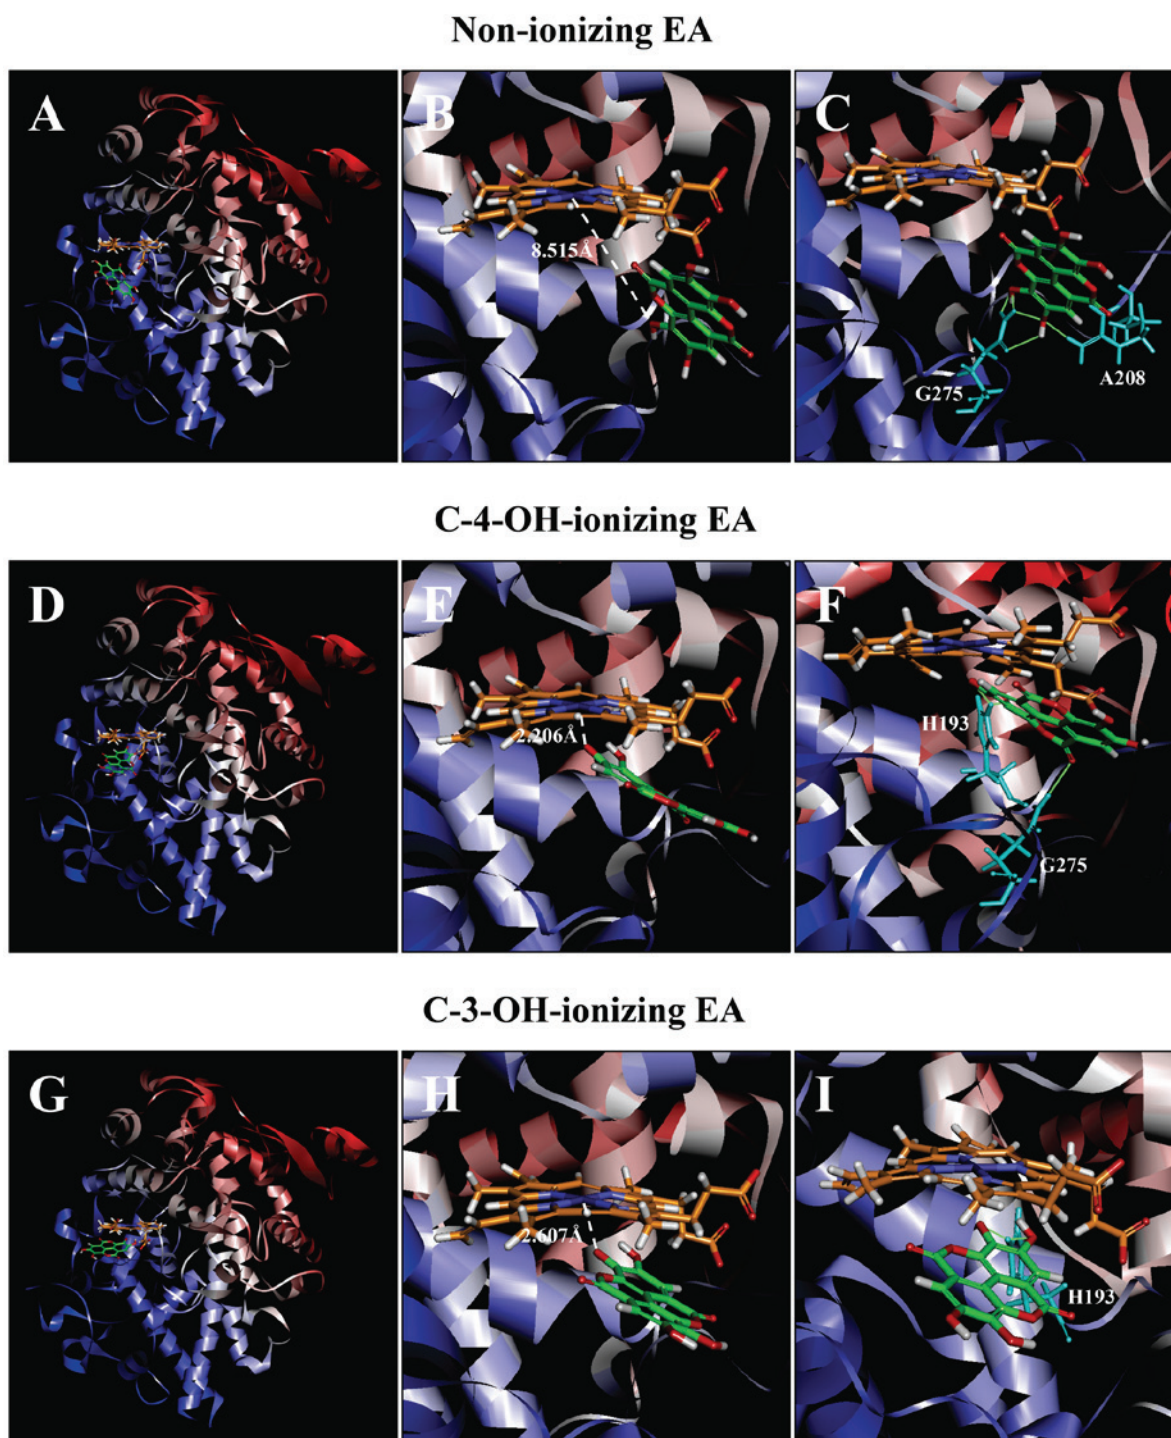 Non-ionizing EA
A B C
8.515Å
G275 A208
C-4-OH-ionizing EA
D E F
H193
2.206Å
G275
C-3-OH-ionizing EA
G H I
2.607Å
H193